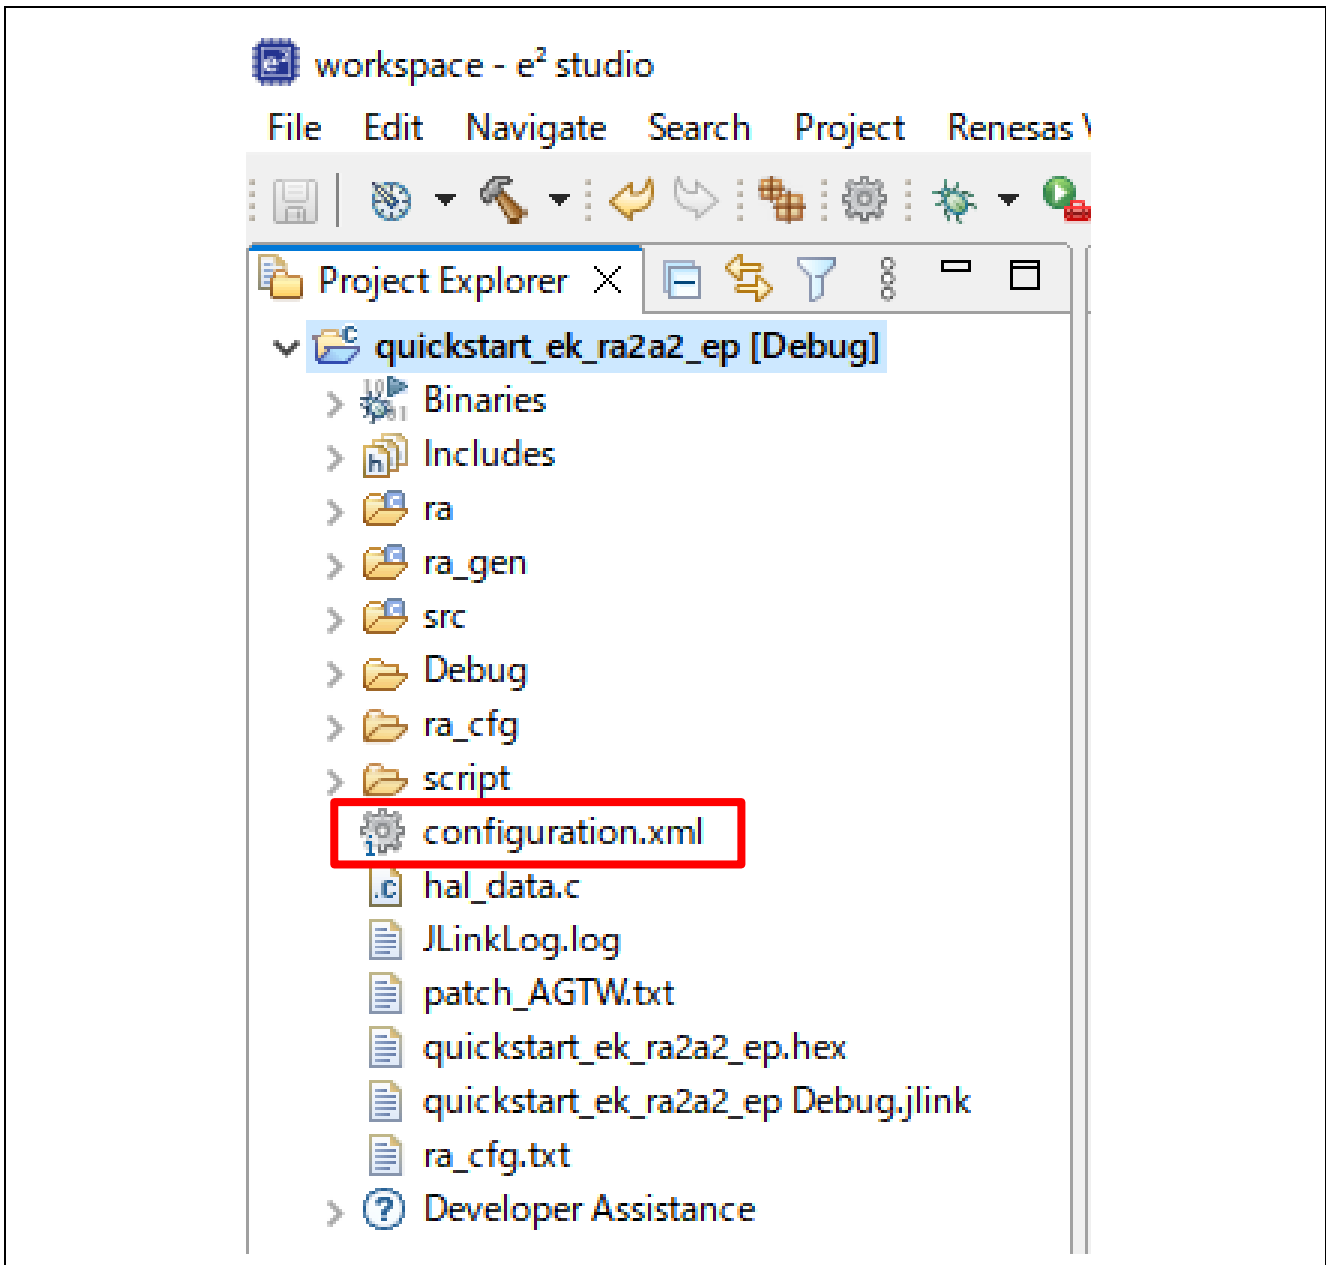 workspace - e² studio
File Edit Navigate Search Project Renesas
Project Explorer
quickstart_ek_ra2a2_ep [Debug]
Binaries
Includes
ra
ra_gen
src
Debug
ra_cfg
script
configuration.xml
hal_data.c
JLinkLog.log
patch_AGTW.txt
quickstart_ek_ra2a2_ep.hex
quickstart_ek_ra2a2_ep Debug.jlink
ra_cfg.txt
Developer Assistance